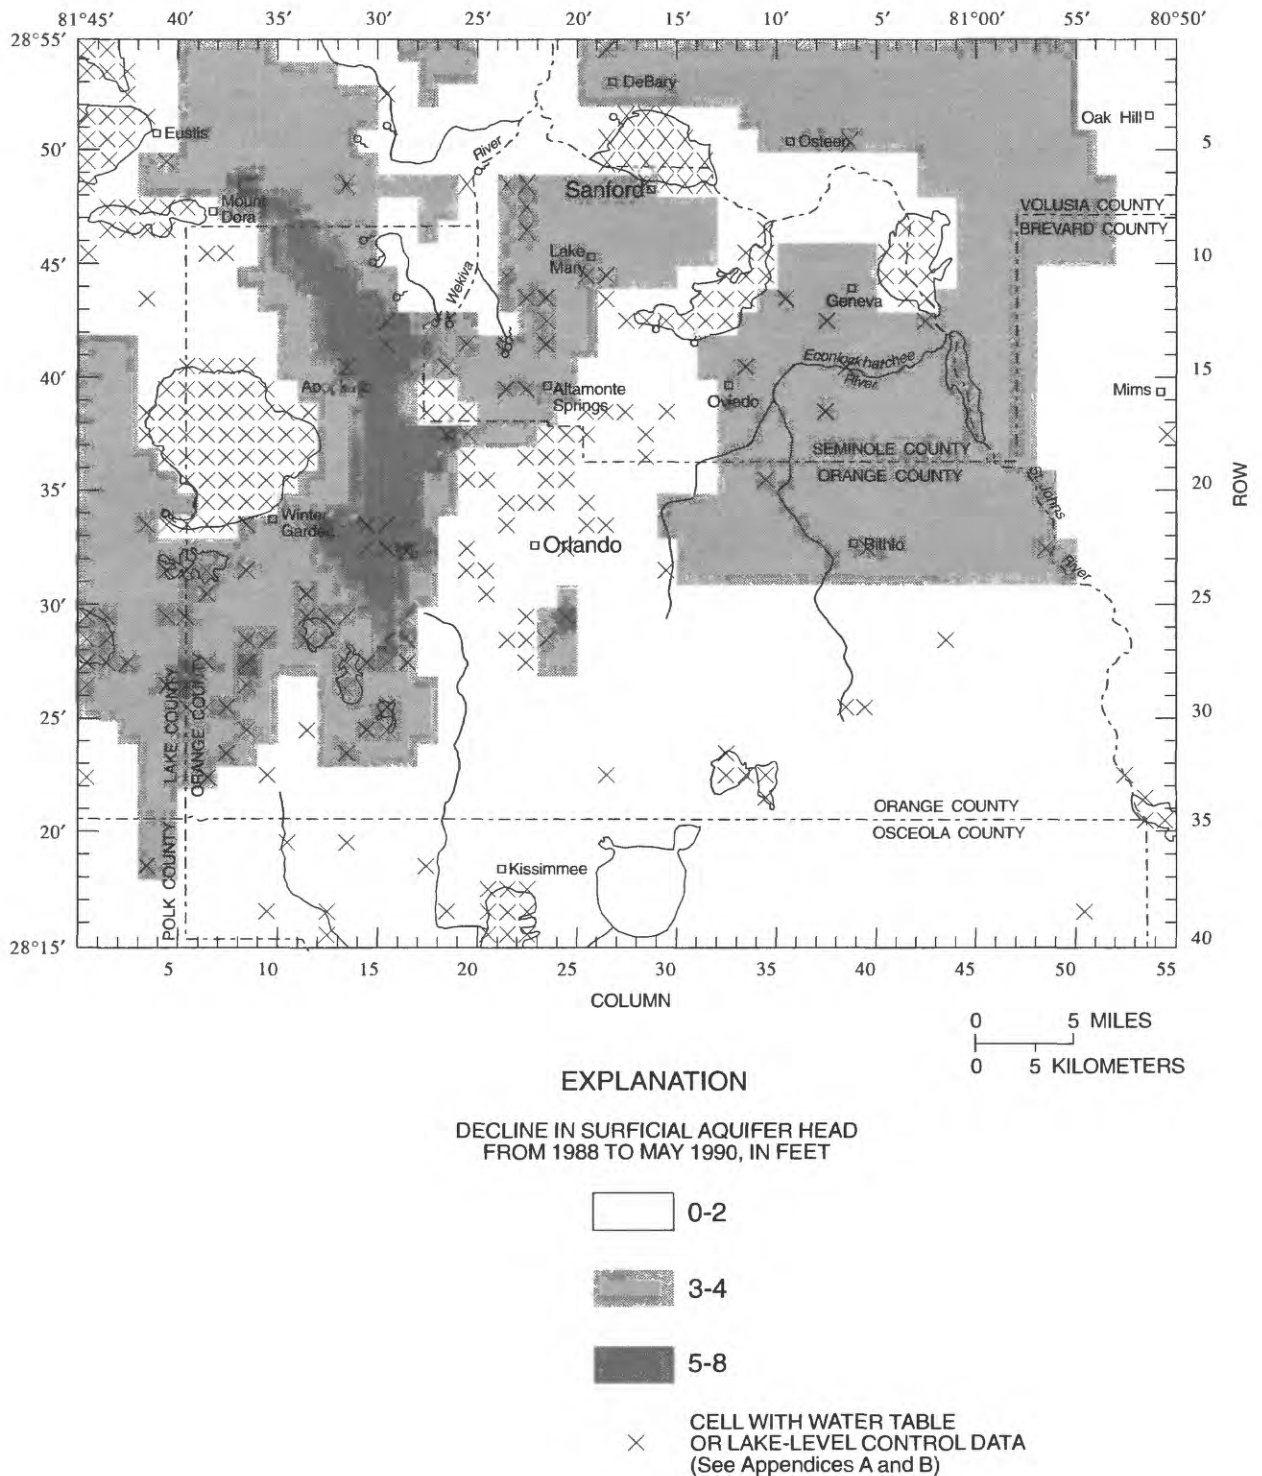 81°45′ 40′ 35′ 30′ 25′ 20′ 15′ 10′ 5′ 81°00′ 55′ 80°50′
28°55′
DeBary
Oak Hill
Eustis
5
50′
River
Osteen
Sanford
Mount
Dora
VOLUSIA COUNTY
BREVARD COUNTY
Lake
Mary
10
45′
Wekiva
Geneva
Econlockhatchee
River
15
40′
Altamonte
Springs
Oviedo
Mims
SEMINOLE COUNTY
ORANGE COUNTY
ROW
35′
20
St. Johns
River
Winter
Garden
Orlando
Bithlo
30′
25
LAKE COUNTY
ORANGE COUNTY
25′
30
ORANGE COUNTY
OSCEOLA COUNTY
20′
35
POLK COUNTY
Kissimmee
28°15′
40
5 10 15 20 25 30 35 40 45 50 55
COLUMN
0 5 MILES
0 5 KILOMETERS
EXPLANATION
DECLINE IN SURFICIAL AQUIFER HEAD
FROM 1988 TO MAY 1990, IN FEET
0-2
3-4
5-8
CELL WITH WATER TABLE
OR LAKE-LEVEL CONTROL DATA
(See Appendices A and B)